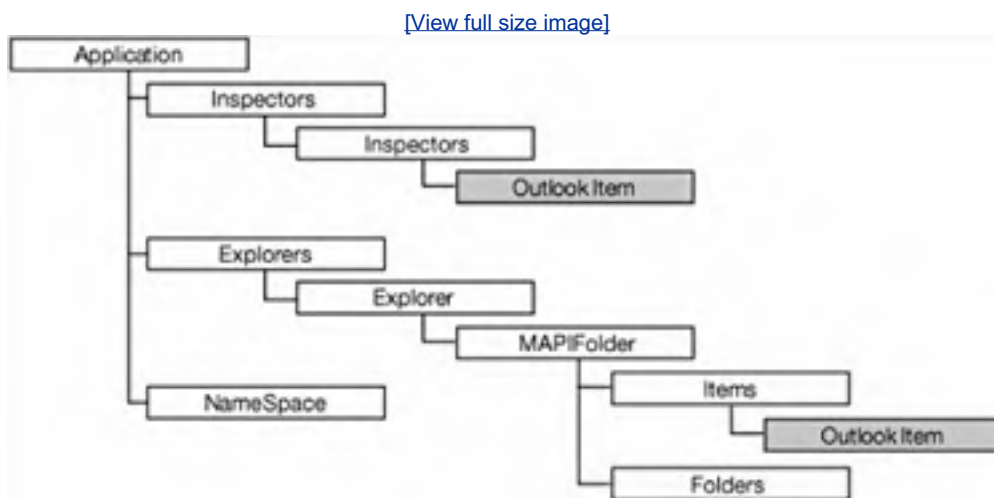 [View full size image]
Application
Inspectors
Inspectors
Outlook Item
Explorers
Explorer
MAPIFolder
NameSpace
Items
Outlook Item
Folders